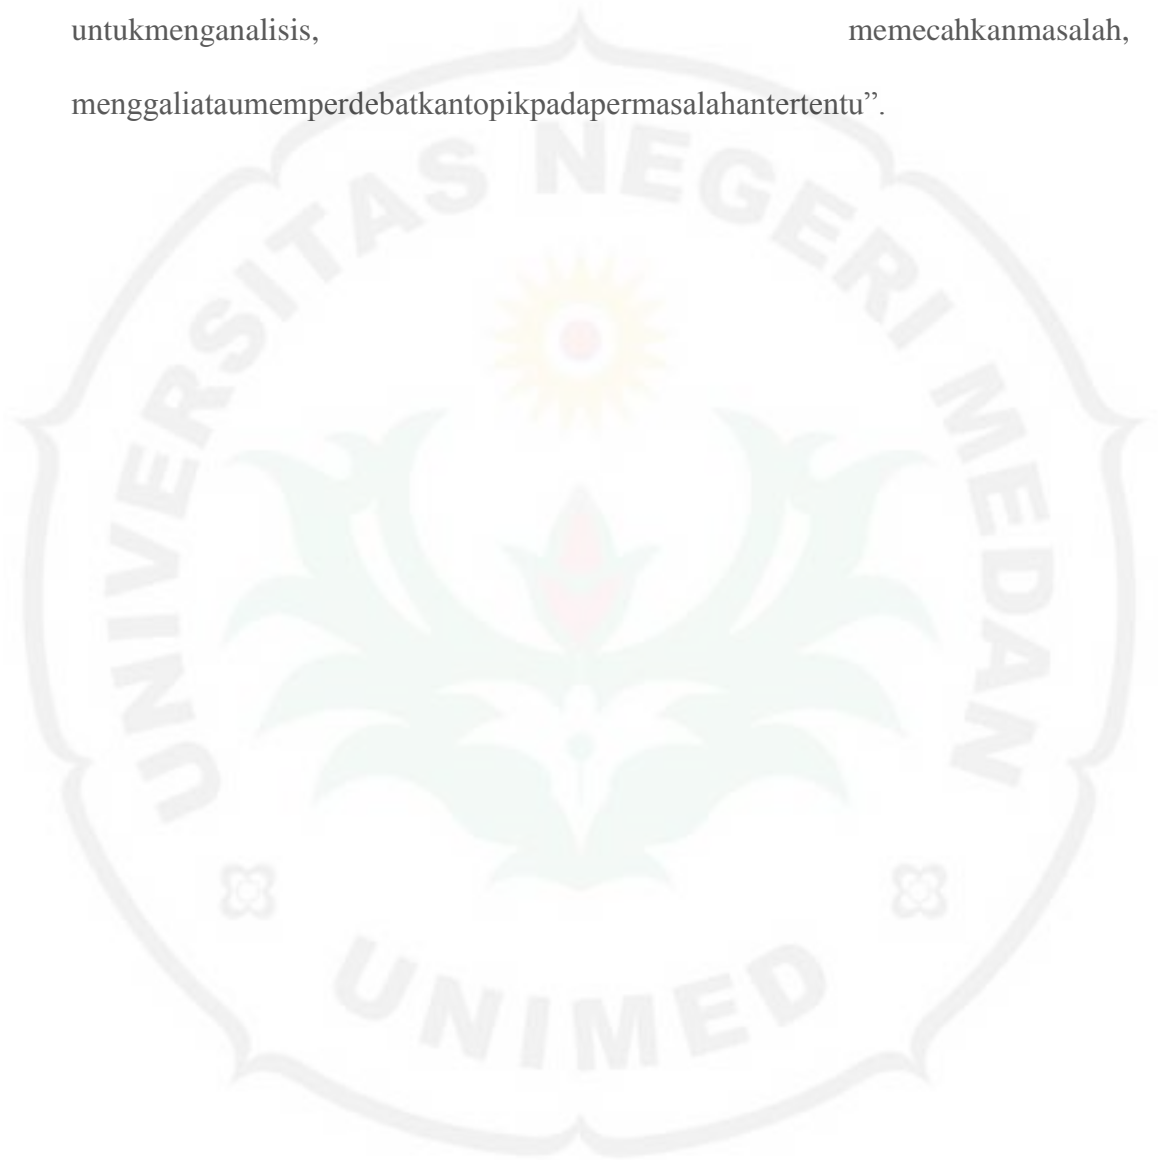 untukmenganalisis, memecahkanmasalah,
menggaliataumemperdebatkantopikpadapermasalahantertentu”.
UNIVERSITAS NEGERI MEDAN
UNIMED